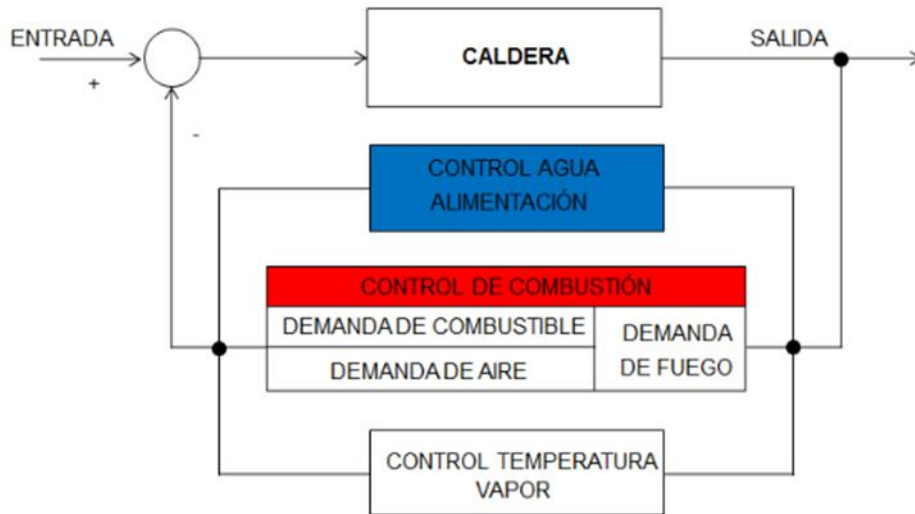 ENTRADA
+
CALDERA
SALIDA
-
CONTROL AGUA
ALIMENTACIÓN
CONTROL DE COMBUSTIÓN
DEMANDA DE COMBUSTIBLE
DEMANDA DE AIRE
DEMANDA
DE FUEGO
CONTROL TEMPERATURA
VAPOR